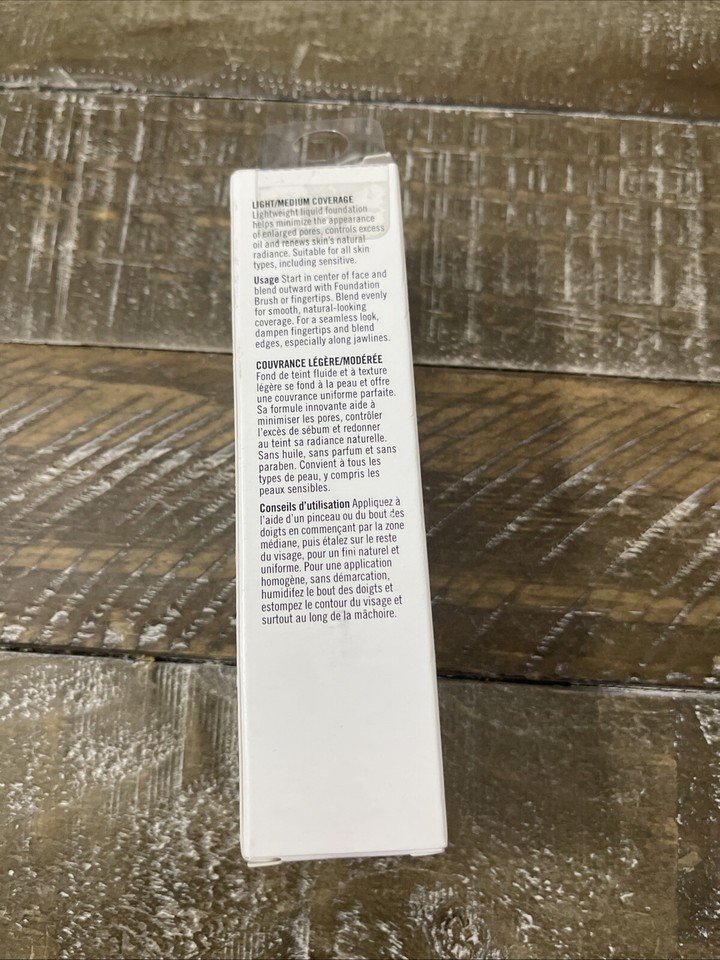 LIGHT/MEDIUM COVERAGE
Lightweight liquid foundation
helps minimize the appearance
of enlarged pores, controls excess
oil and renews skin's natural
radiance. Suitable for all skin
types, including sensitive.
Usage Start in center of face and
blend outward with Foundation
Brush or fingertips. Blend evenly
for smooth, natural-looking
coverage. For a seamless look,
dampen fingertips and blend
edges, especially along jawlines.
COUVRANCE LÉGÈRE/MODÉRÉE
Fond de teint fluide et à texture
légère se fond à la peau et offre
une couvrance uniforme parfaite.
Sa formule innovante aide à
minimiser les pores, contrôler
l'excès de sébum et redonner
au teint sa radiance naturelle.
Sans huile, sans parfum et sans
paraben. Convient à tous les
types de peau, y compris les
peaux sensibles.
Conseils d'utilisation Appliquez à
l'aide d'un pinceau ou du bout des
doigts en commençant par la zone
médiane, puis étalez sur le reste
du visage, pour un fini naturel et
uniforme. Pour une application
homogène, sans démarcation,
humidifez le bout des doigts et
estompez le contour du visage et
surtout au long de la mâchoire.